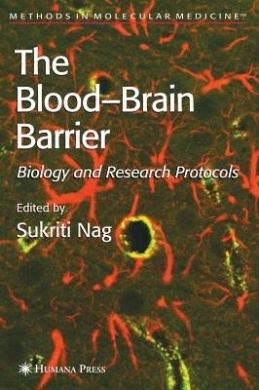 METHODS IN MOLECULAR MEDICINE™
The
Blood–Brain
Barrier
Biology and Research Protocols
Edited by
Sukriti Nag
HUMANA PRESS